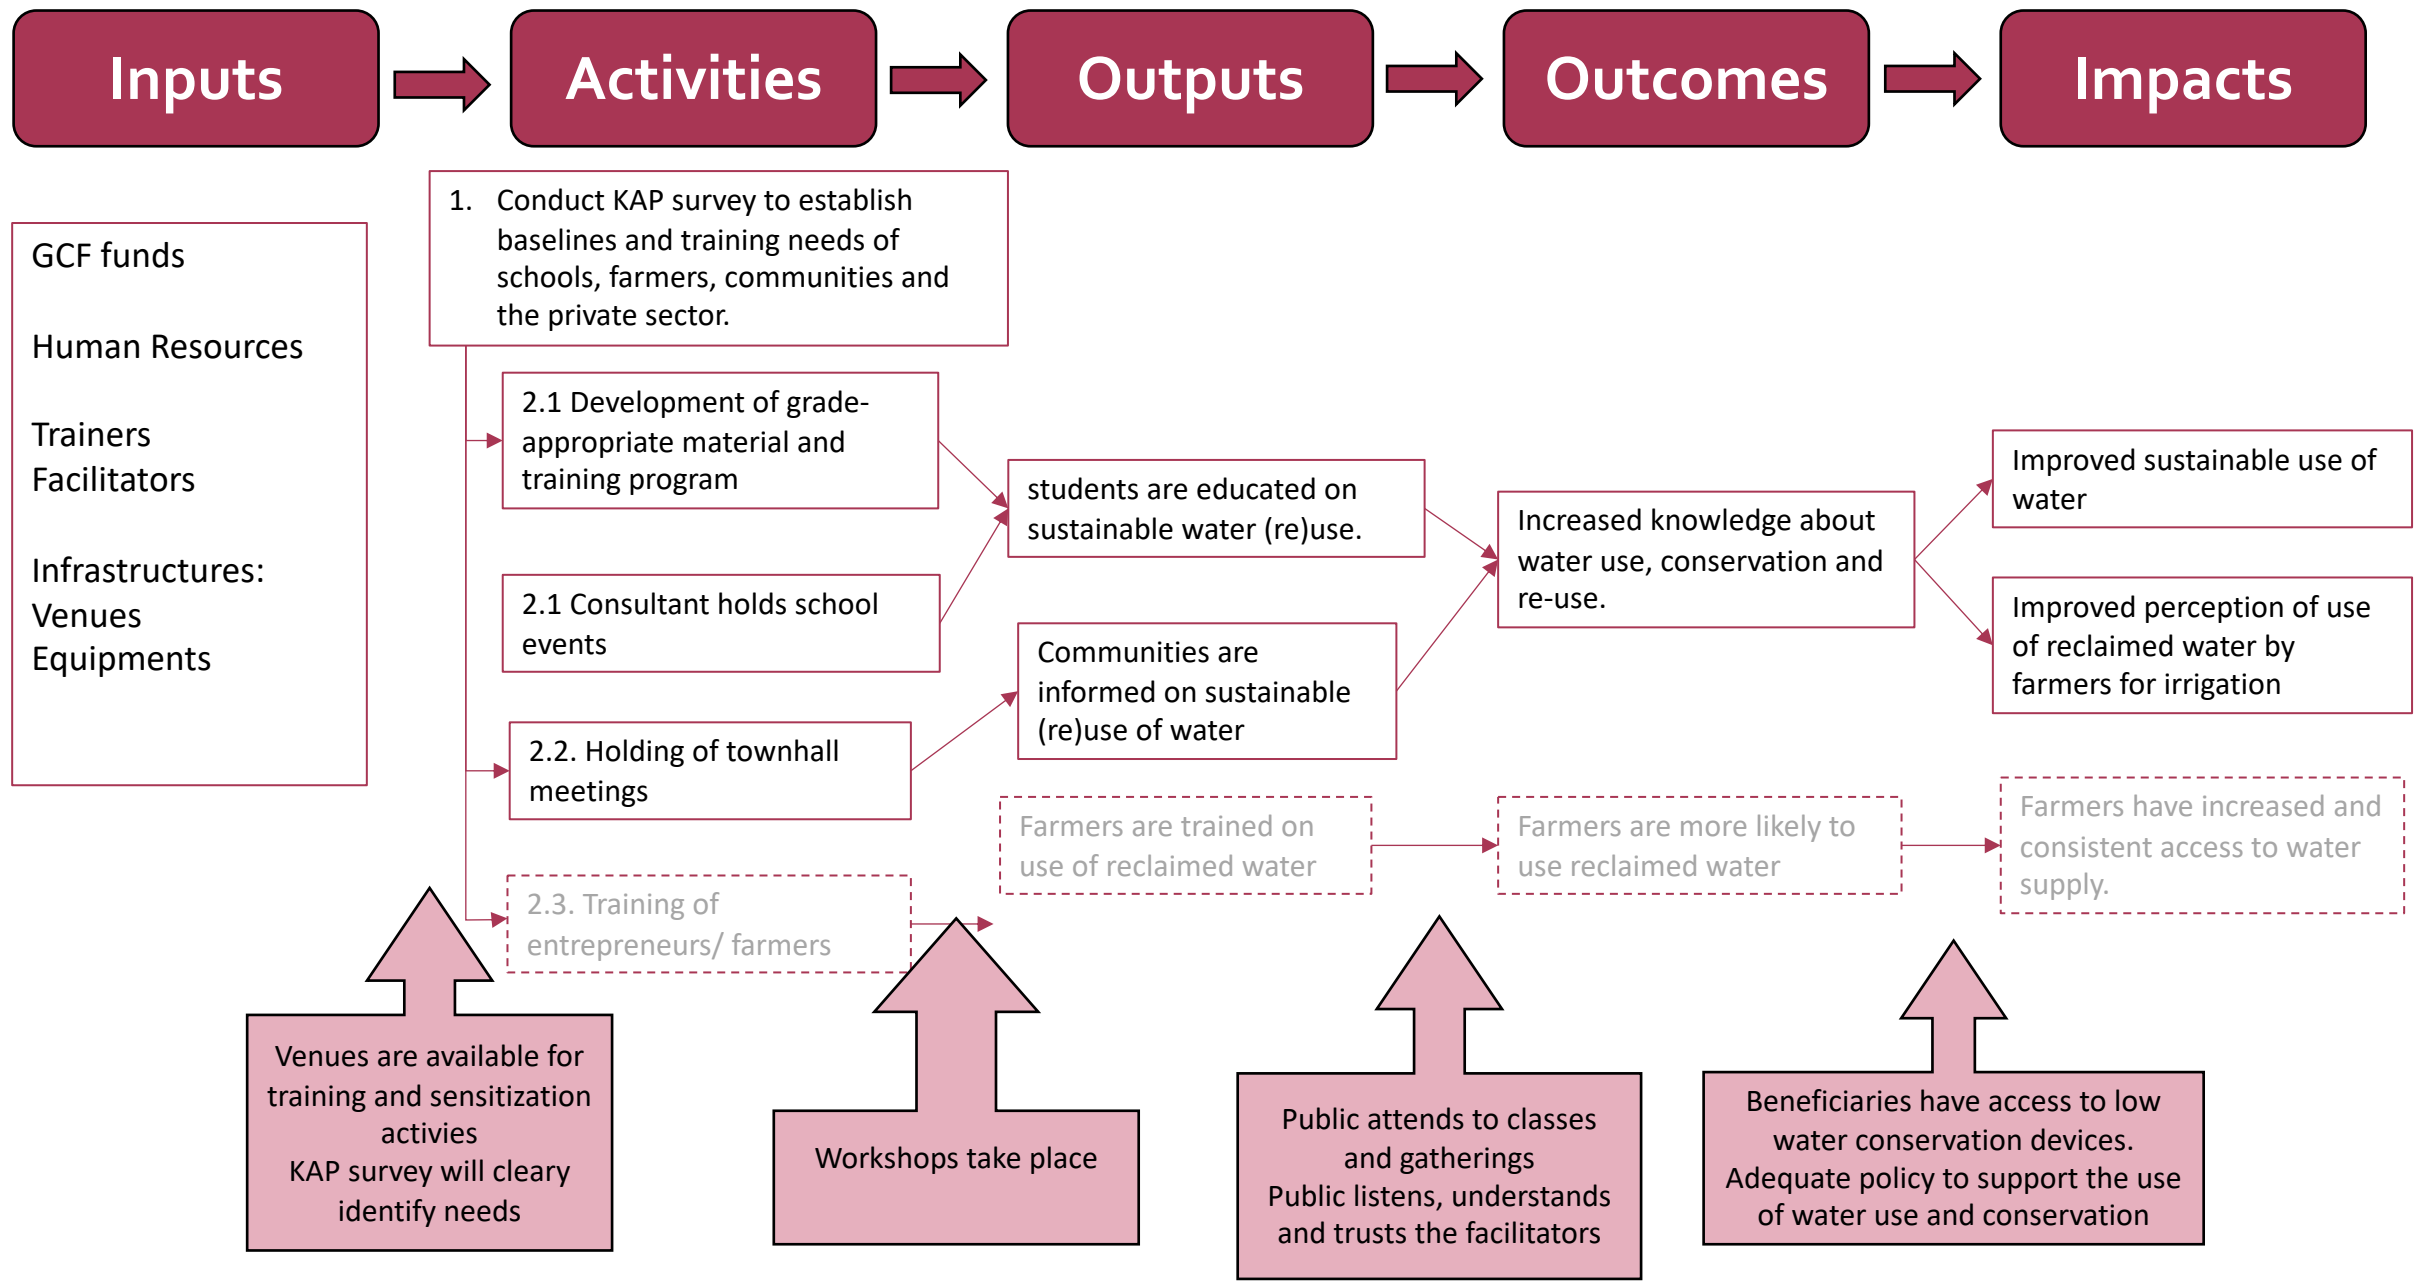 Inputs
Activities
Outputs
Outcomes
Impacts
GCF funds
Human Resources
Trainers
Facilitators
Infrastructures:
Venues
Equipments
1. Conduct KAP survey to establish
baselines and training needs of
schools, farmers, communities and
the private sector.
2.1 Development of grade-
appropriate material and
training program
2.1 Consultant holds school
events
2.2. Holding of townhall
meetings
2.3. Training of
entrepreneurs/ farmers
students are educated on
sustainable water (re)use.
Communities are
informed on sustainable
(re)use of water
Farmers are trained on
use of reclaimed water
Increased knowledge about
water use, conservation and
re-use.
Farmers are more likely to
use reclaimed water
Improved sustainable use of
water
Improved perception of use
of reclaimed water by
farmers for irrigation
Farmers have increased and
consistent access to water
supply.
Venues are available for
training and sensitization
activies
KAP survey will cleary
identify needs
Workshops take place
Public attends to classes
and gatherings
Public listens, understands
and trusts the facilitators
Beneficiaries have access to low
water conservation devices.
Adequate policy to support the use
of water use and conservation